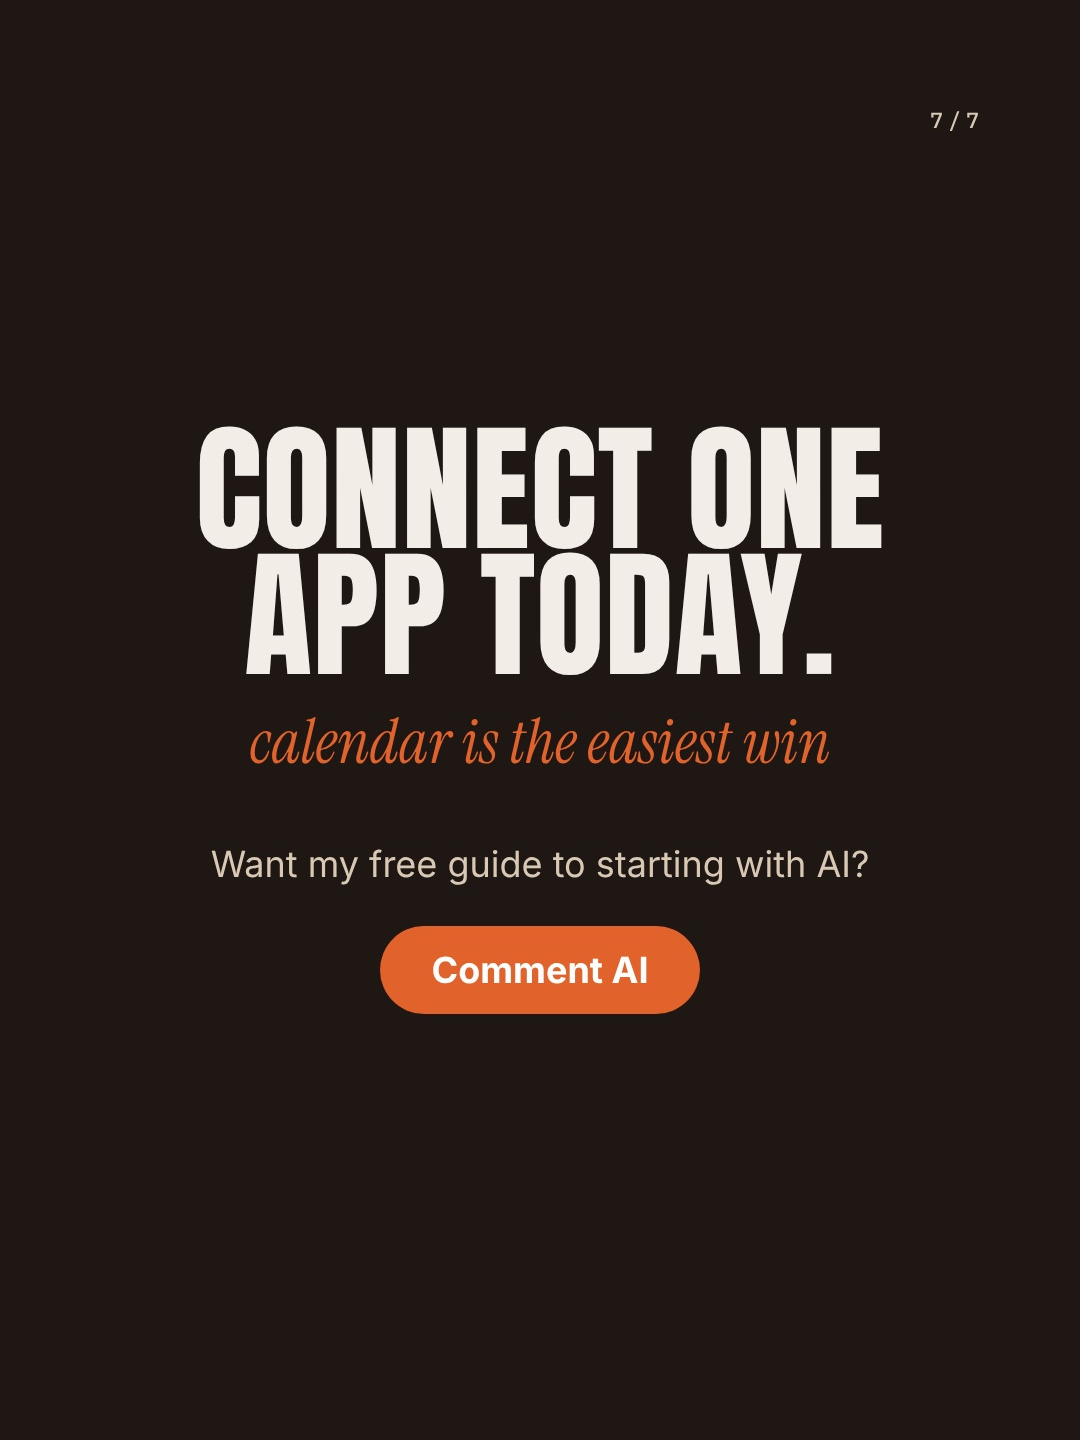 7 / 7
CONNECT ONE
APP TODAY.
calendar is the easiest win
Want my free guide to starting with AI?
Comment AI